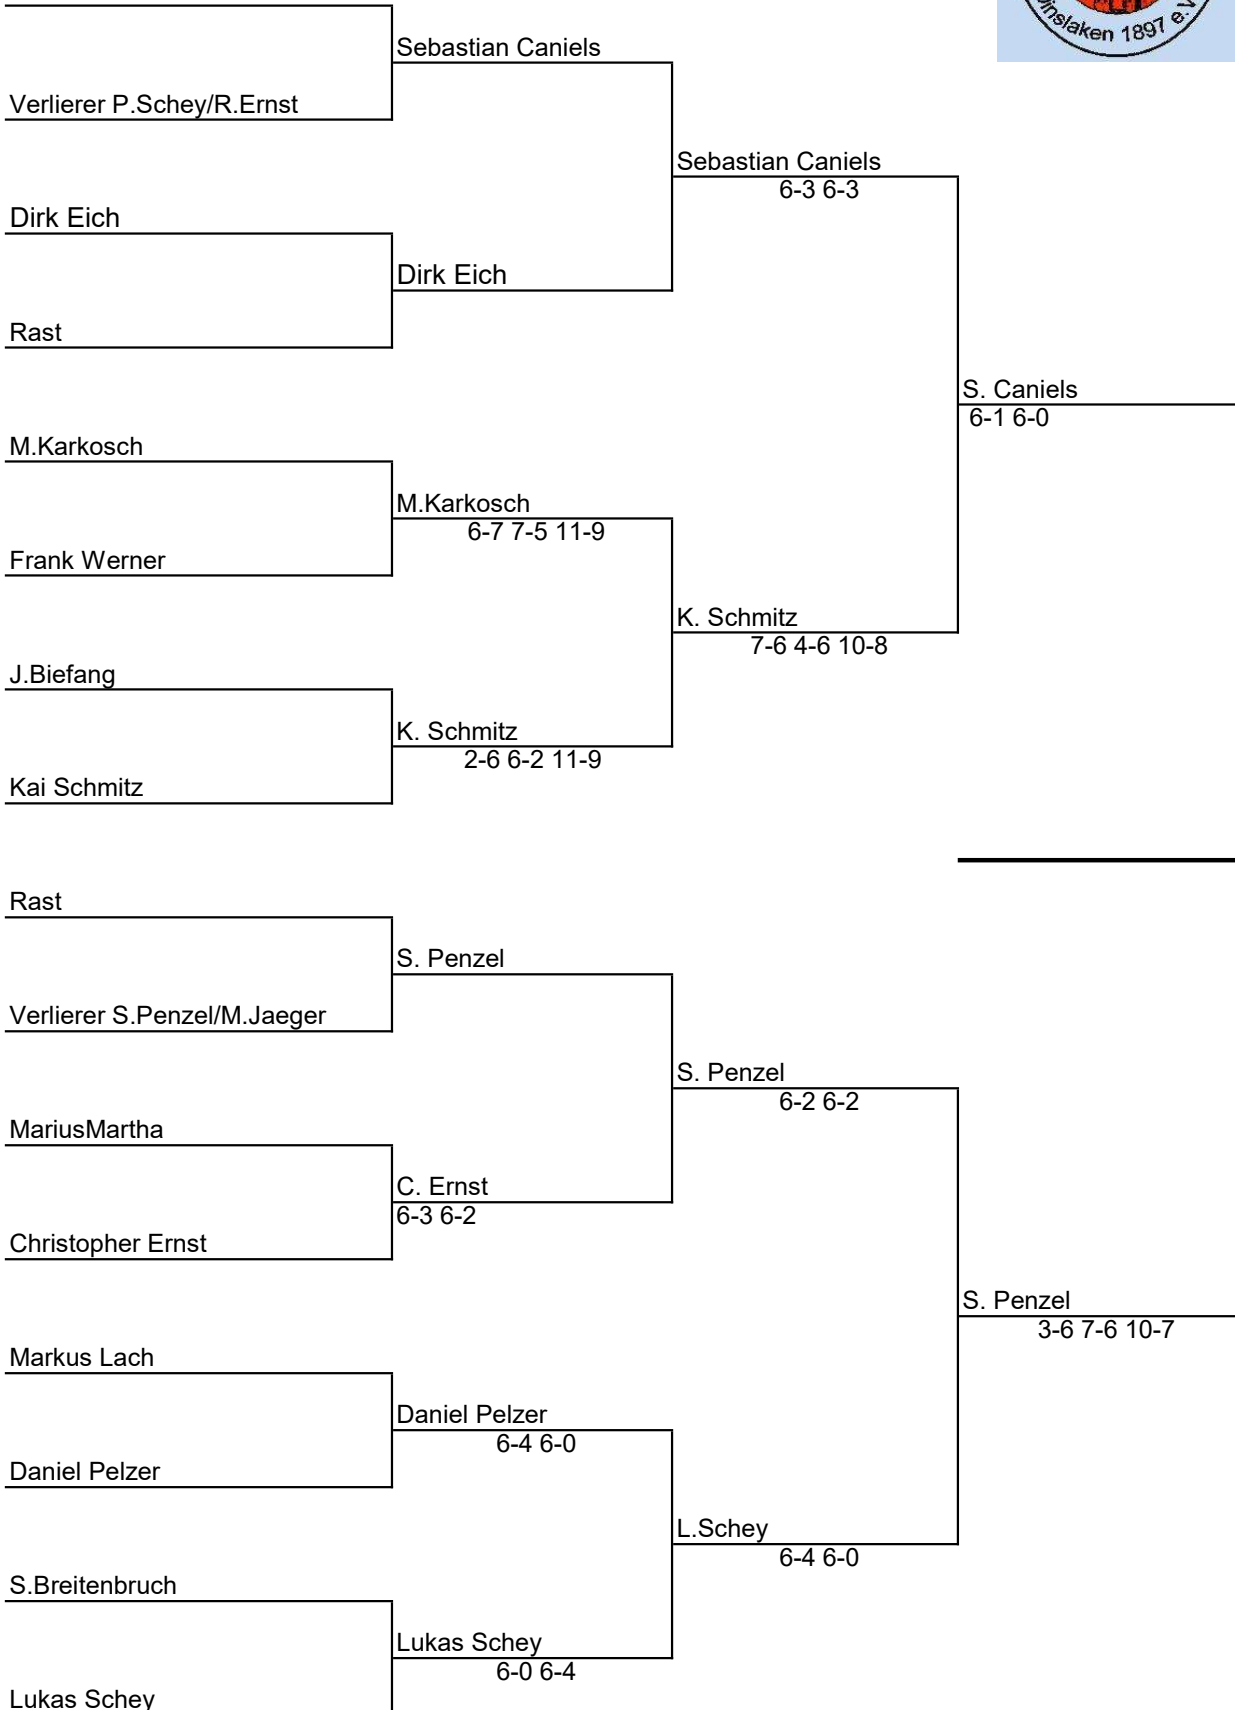 Dinslaken 1897 e.V
Sebastian Caniels
Verlierer P.Schey/R.Ernst
Sebastian Caniels
6-3 6-3
Dirk Eich
Dirk Eich
Rast
S. Caniels
6-1 6-0
M.Karkosch
M.Karkosch
6-7 7-5 11-9
Frank Werner
K. Schmitz
7-6 4-6 10-8
J.Biefang
K. Schmitz
2-6 6-2 11-9
Kai Schmitz
Rast
S. Penzel
Verlierer S.Penzel/M.Jaeger
S. Penzel
6-2 6-2
MariusMartha
C. Ernst
6-3 6-2
Christopher Ernst
S. Penzel
3-6 7-6 10-7
Markus Lach
Daniel Pelzer
6-4 6-0
Daniel Pelzer
L.Schey
6-4 6-0
S.Breitenbruch
Lukas Schey
6-0 6-4
Lukas Schey